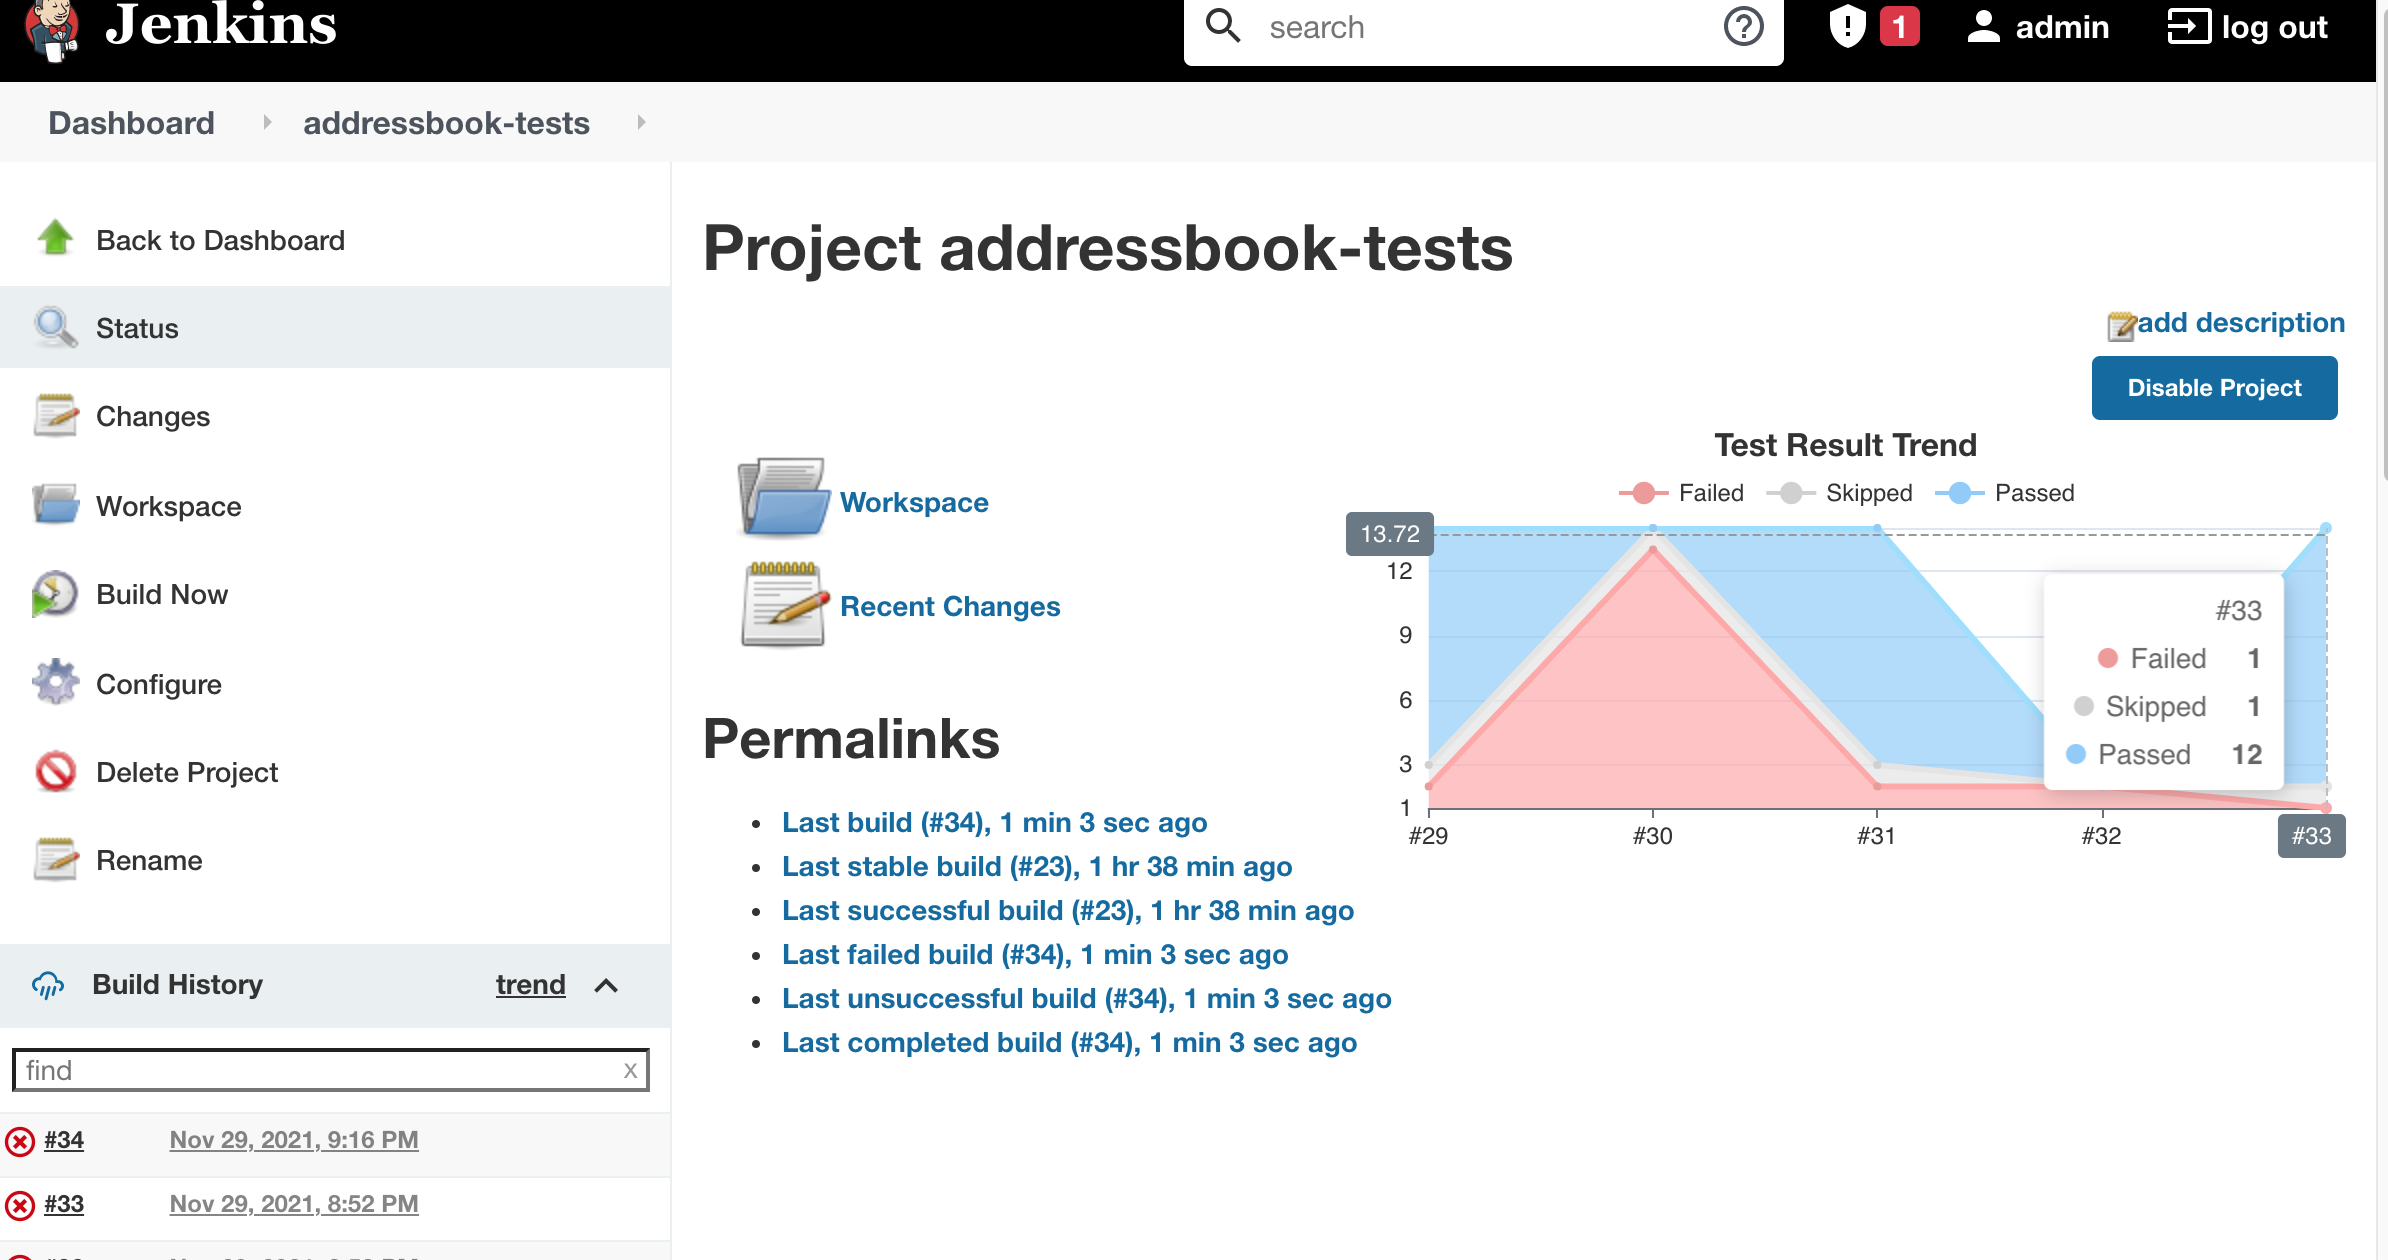 Jenkins
search
1
admin
log out
Dashboard
addressbook-tests
Back to Dashboard
Status
Changes
Workspace
Build Now
Configure
Delete Project
Rename
Build History
trend
find
x
#34
Nov 29, 2021, 9:16 PM
#33
Nov 29, 2021, 8:52 PM
Project addressbook-tests
add description
Disable Project
Workspace
Recent Changes
Test Result Trend
Failed
Skipped
Passed
13.72
12
9
6
3
1
#29
#30
#31
#32
#33
#33
Failed 1
Skipped 1
Passed 12
Permalinks
Last build (#34), 1 min 3 sec ago
Last stable build (#23), 1 hr 38 min ago
Last successful build (#23), 1 hr 38 min ago
Last failed build (#34), 1 min 3 sec ago
Last unsuccessful build (#34), 1 min 3 sec ago
Last completed build (#34), 1 min 3 sec ago